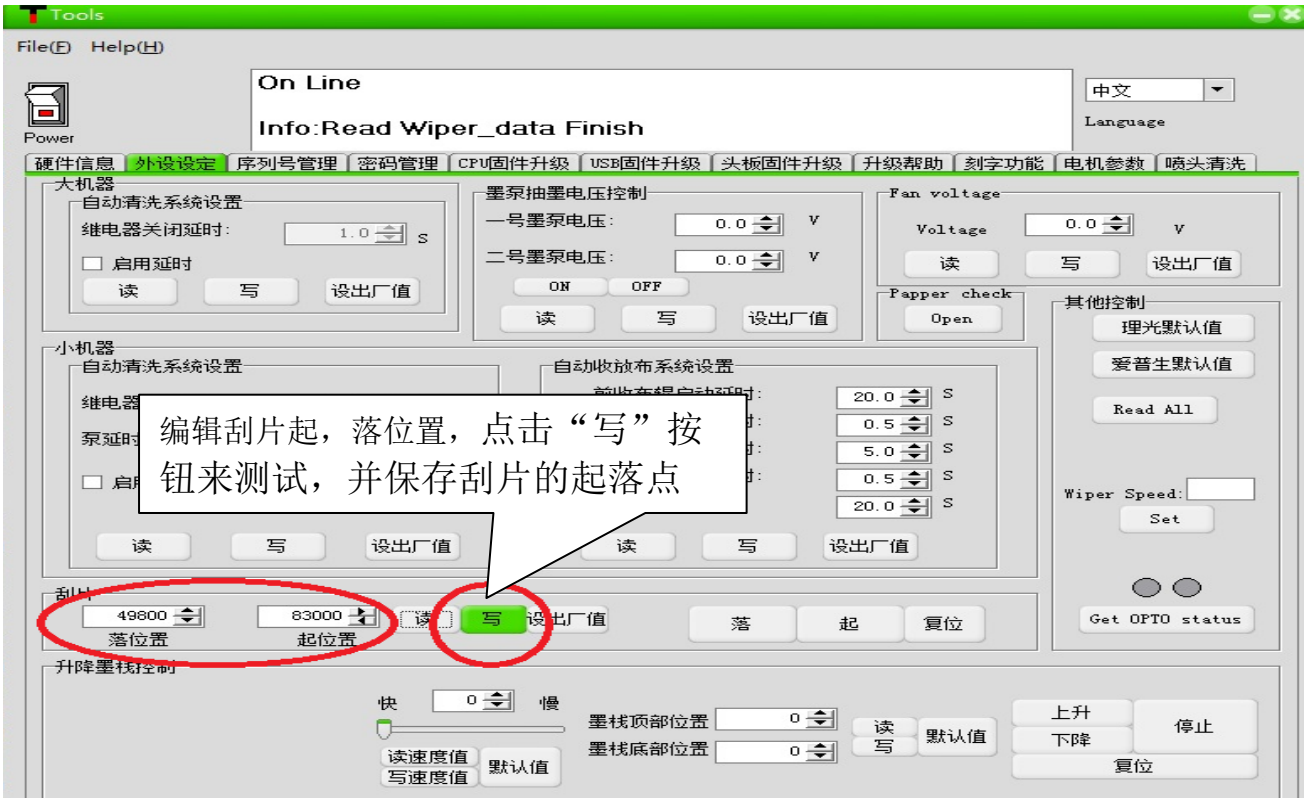 Tools
File(F) Help(H)
On Line
中文
Info:Read Wiper_data Finish
Language
Power
硬件信息 外设设定 序列号管理 密码管理 CPU固件升级 USB固件升级 头板固件升级 升级帮助 刻字功能 电机参数 喷头清洗
大机器
自动清洗系统设置
继电器关闭延时: 1.0 S
启用延时
读 写 设出厂值
墨泵抽墨电压控制
一号墨泵电压: 0.0 V
二号墨泵电压: 0.0 V
ON OFF
读 写 设出厂值
Fan voltage
Voltage 0.0 V
读 写 设出厂值
Papper check
Open
其他控制
理光默认值
爱普生默认值
Read All
Wiper Speed:
Set
Get OPTO status
小机器
自动清洗系统设置
继电器
泵延时
读 写 设出厂值
自动收放布系统设置
前收布辊启动延时: 20.0 S
0.5 S
5.0 S
0.5 S
20.0 S
读 写 设出厂值
编辑刮片起，落位置，点击“写”按
钮来测试，并保存刮片的起落点
刮片
49800 83000 读 写 设出厂值 落 起 复位
落位置 起位置
升降墨栈控制
快 0 慢
读速度值
写速度值
默认值
墨栈顶部位置 0
墨栈底部位置 0
读
写
默认值
上升
下降
停止
复位